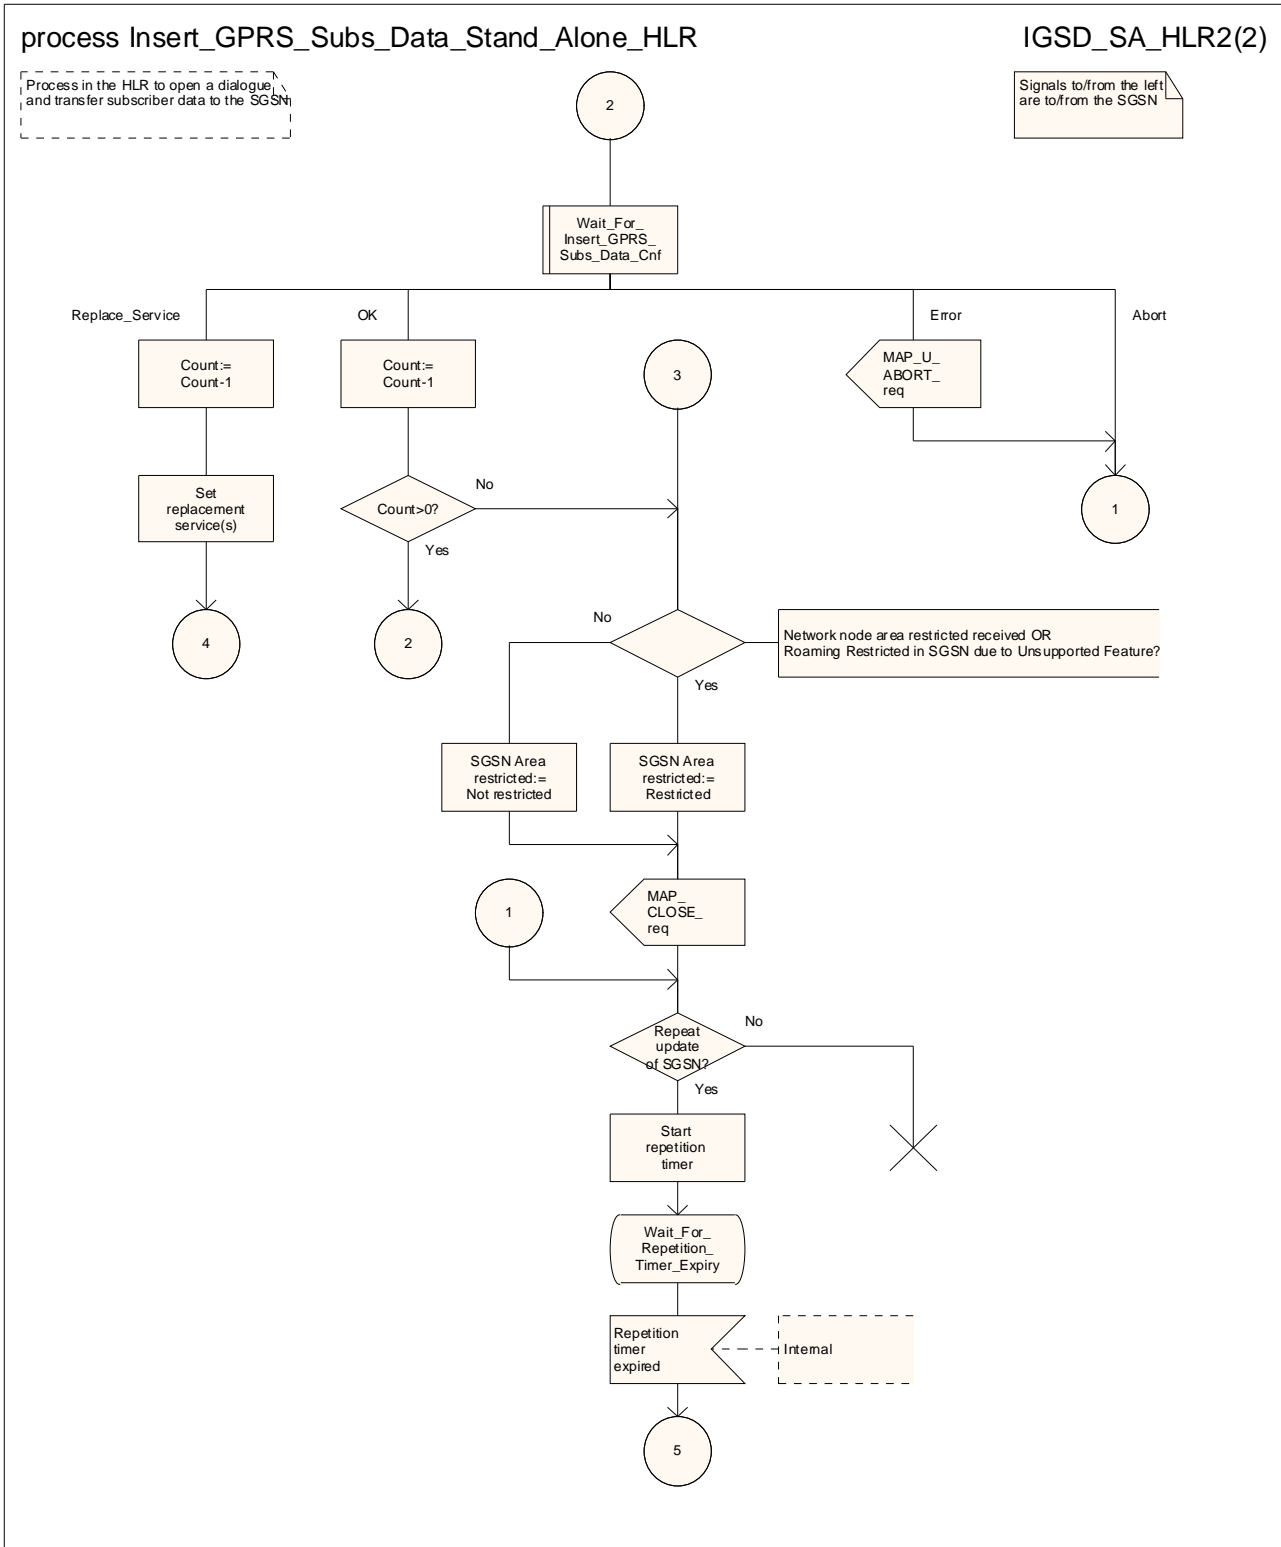 process Insert_GPRS_Subs_Data_Stand_Alone_HLR
IGSD_SA_HLR2(2)
Process in the HLR to open a dialogue
and transfer subscriber data to the SGSN
2
Signals to/from the left
are to/from the SGSN
Wait_For_
Insert_GPRS_
Subs_Data_Cnf
Replace_Service
OK
Error
Abort
Count:=
Count-1
Count:=
Count-1
3
MAP_U_
ABORT_
req
Set
replacement
service(s)
Count>0?
No
Yes
1
4
2
No
Yes
Network node area restricted received OR
Roaming Restricted in SGSN due to Unsupported Feature?
SGSN Area
restricted:=
Not restricted
SGSN Area
restricted:=
Restricted
1
MAP_
CLOSE_
req
Repeat
update
of SGSN?
No
Yes
Start
repetition
timer
Wait_For_
Repetition_
Timer_Expiry
Repetition
timer
expired
Internal
5